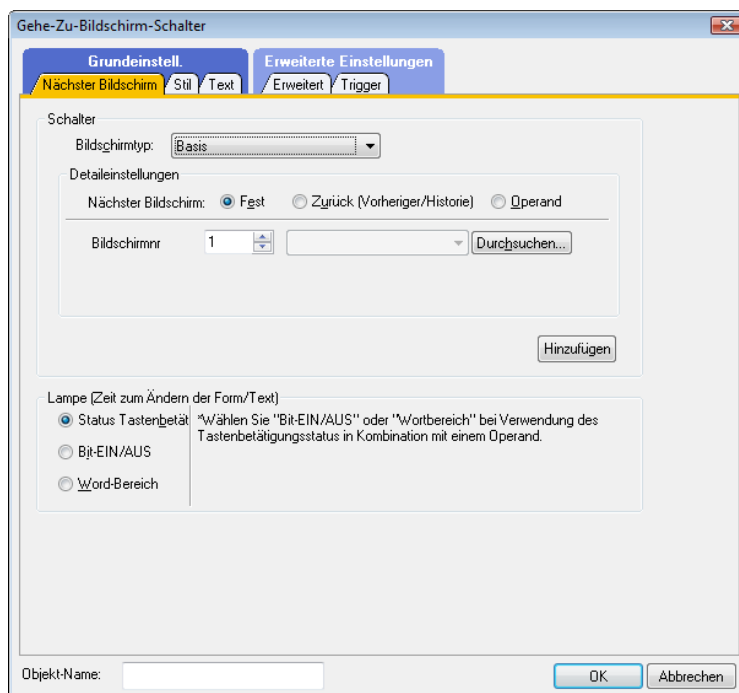 Gehe-Zu-Bildschirm-Schalter
Grundeinstell. Erweiterte Einstellungen
Nächster Bildschirm Stil Text Erweitert Trigger
Schalter
Bildschirmtyp: Basis
Detaileinstellungen
Nächster Bildschirm: Fest Zurück (Vorheriger/Historie) Operand
Bildschirmnr 1 Durchsuchen...
Hinzufügen
Lampe (Zeit zum Ändern der Form/Text)
Status Tastenbetät *Wählen Sie "Bit-EIN/AUS" oder "Wortbereich" bei Verwendung des
Tastenbetätigungsstatus in Kombination mit einem Operand.
Bit-EIN/AUS
Word-Bereich
Objekt-Name: OK Abbrechen